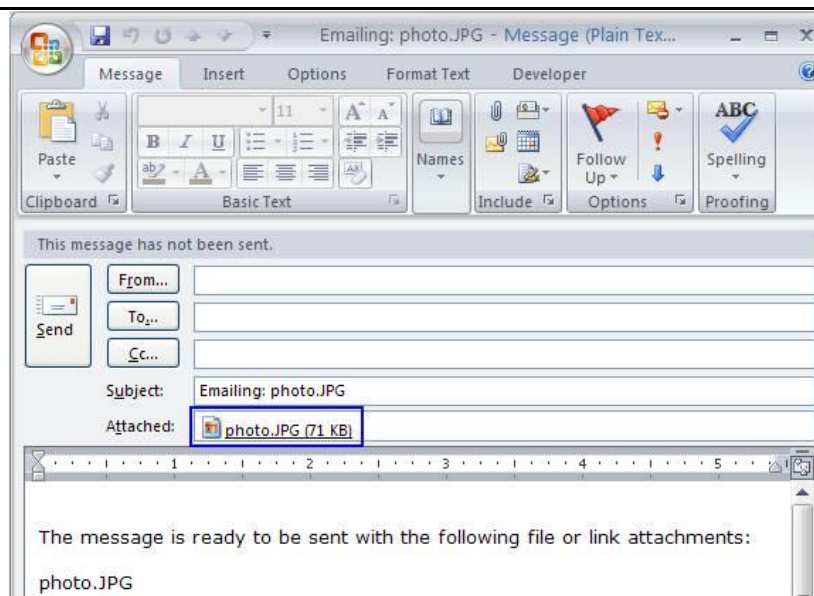 Emailing: photo.JPG - Message (Plain Tex...
Message Insert Options Format Text Developer
11 A A ABC
Paste B I U Names Follow Up Spelling
ab A Aa
Clipboard Basic Text Include Options Proofing
This message has not been sent.
From...
Send To...
Cc...
Subject: Emailing: photo.JPG
Attached: photo.JPG (71 KB)
1 2 3 4 5
The message is ready to be sent with the following file or link attachments:
photo.JPG